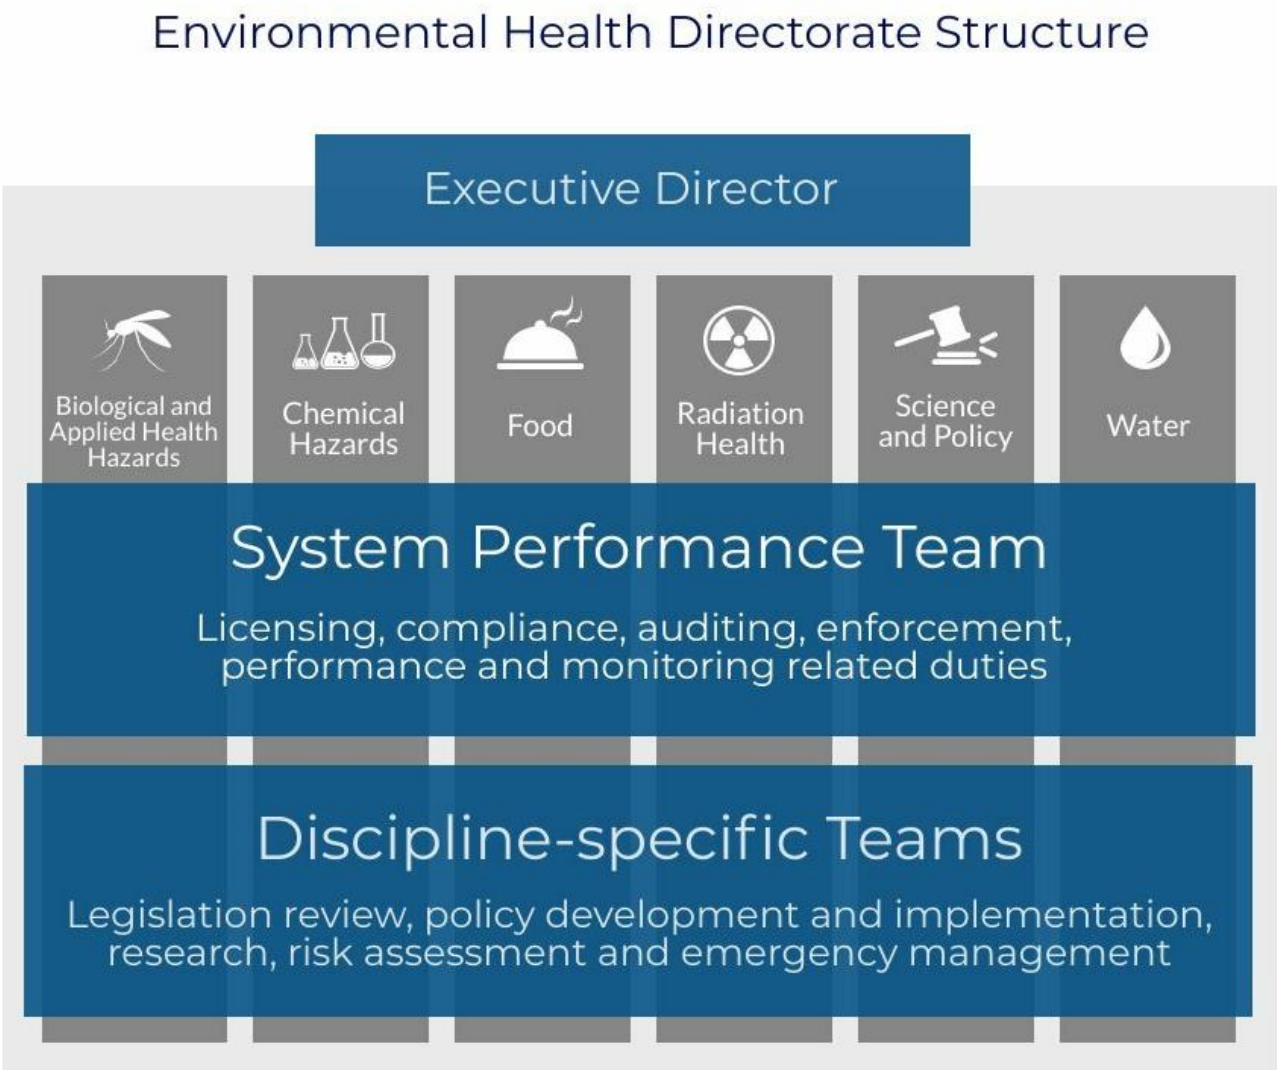 Environmental Health Directorate Structure
Executive Director
Biological and
Applied Health
Hazards
Chemical
Hazards
Food
Radiation
Health
Science
and Policy
Water
System Performance Team
Licensing, compliance, auditing, enforcement,
performance and monitoring related duties
Discipline-specific Teams
Legislation review, policy development and implementation,
research, risk assessment and emergency management